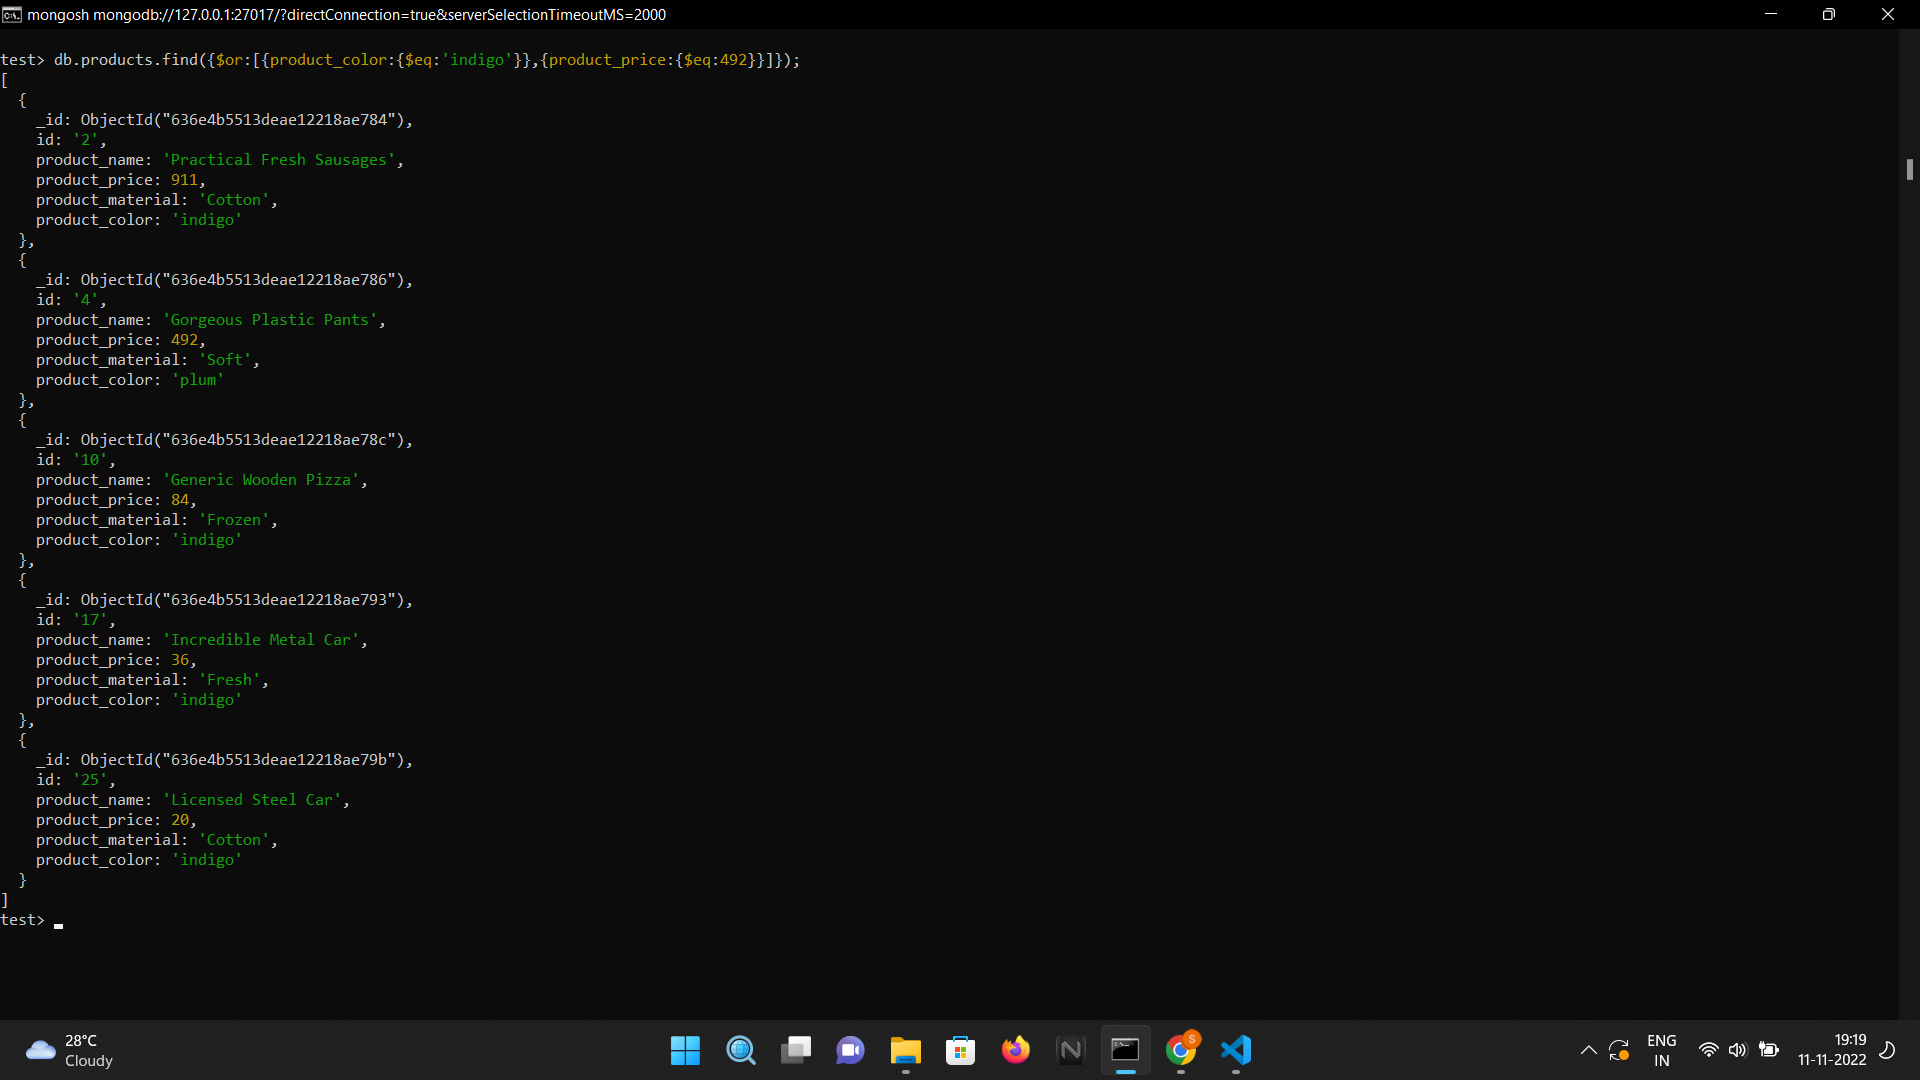 mongosh mongodb://127.0.0.1:27017/?directConnection=true&serverSelectionTimeoutMS=2000
test> db.products.find({$or:[{product_color:{$eq:'indigo'}},{product_price:{$eq:492}}]});
[
  {
    _id: ObjectId("636e4b5513deae12218ae784"),
    id: '2',
    product_name: 'Practical Fresh Sausages',
    product_price: 911,
    product_material: 'Cotton',
    product_color: 'indigo'
  },
  {
    _id: ObjectId("636e4b5513deae12218ae786"),
    id: '4',
    product_name: 'Gorgeous Plastic Pants',
    product_price: 492,
    product_material: 'Soft',
    product_color: 'plum'
  },
  {
    _id: ObjectId("636e4b5513deae12218ae78c"),
    id: '10',
    product_name: 'Generic Wooden Pizza',
    product_price: 84,
    product_material: 'Frozen',
    product_color: 'indigo'
  },
  {
    _id: ObjectId("636e4b5513deae12218ae793"),
    id: '17',
    product_name: 'Incredible Metal Car',
    product_price: 36,
    product_material: 'Fresh',
    product_color: 'indigo'
  },
  {
    _id: ObjectId("636e4b5513deae12218ae79b"),
    id: '25',
    product_name: 'Licensed Steel Car',
    product_price: 20,
    product_material: 'Cotton',
    product_color: 'indigo'
  }
]
test>
28°C
Cloudy
S
ENG
IN
19:19
11-11-2022